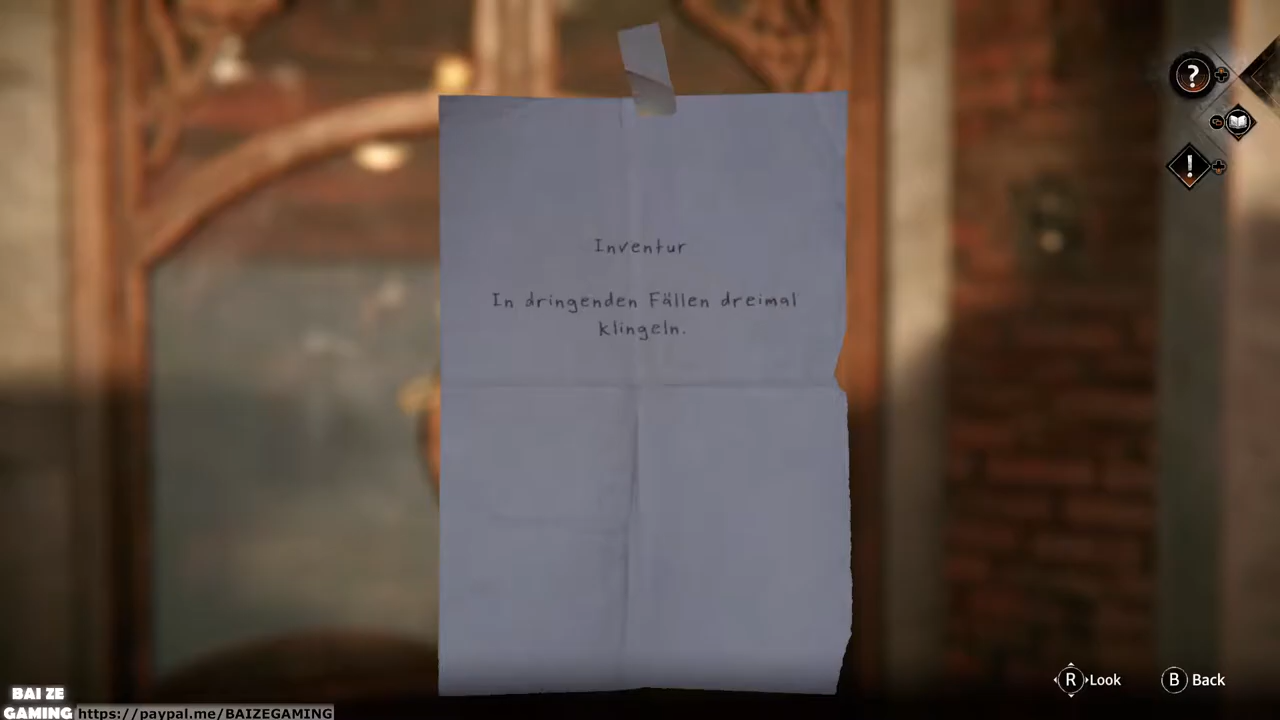 ?
Inventur
In dringenden Fällen dreimal
klingeln.
!
R Look
B Back
BAI ZE
GAMING https://paypal.me/BAIZEGAMING